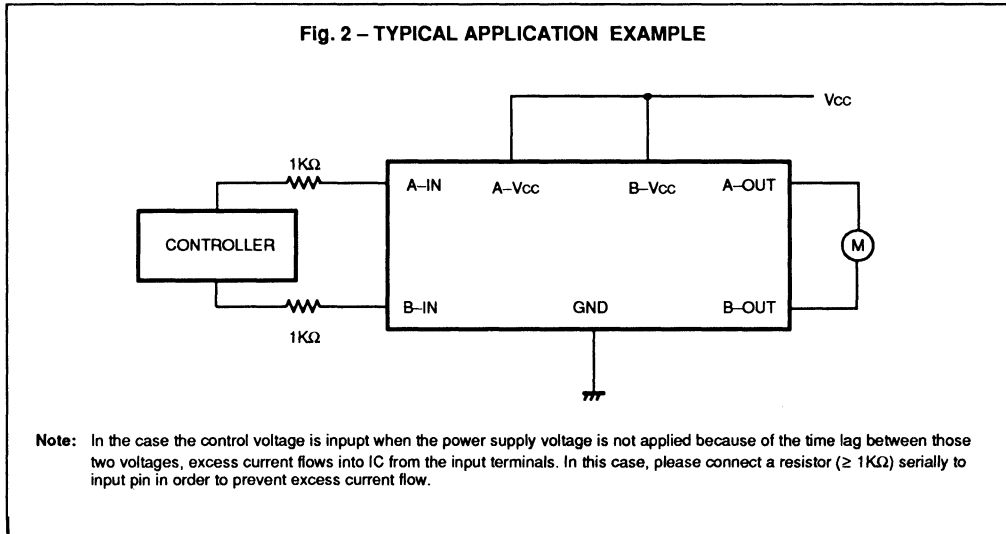 Fig. 2 – TYPICAL APPLICATION EXAMPLE
Vcc
1KΩ
A–IN
A–Vcc
B–Vcc
A–OUT
CONTROLLER
M
B–IN
GND
B–OUT
1KΩ
Note: In the case the control voltage is inpupt when the power supply voltage is not applied because of the time lag between those
two voltages, excess current flows into IC from the input terminals. In this case, please connect a resistor (≥ 1KΩ) serially to
input pin in order to prevent excess current flow.